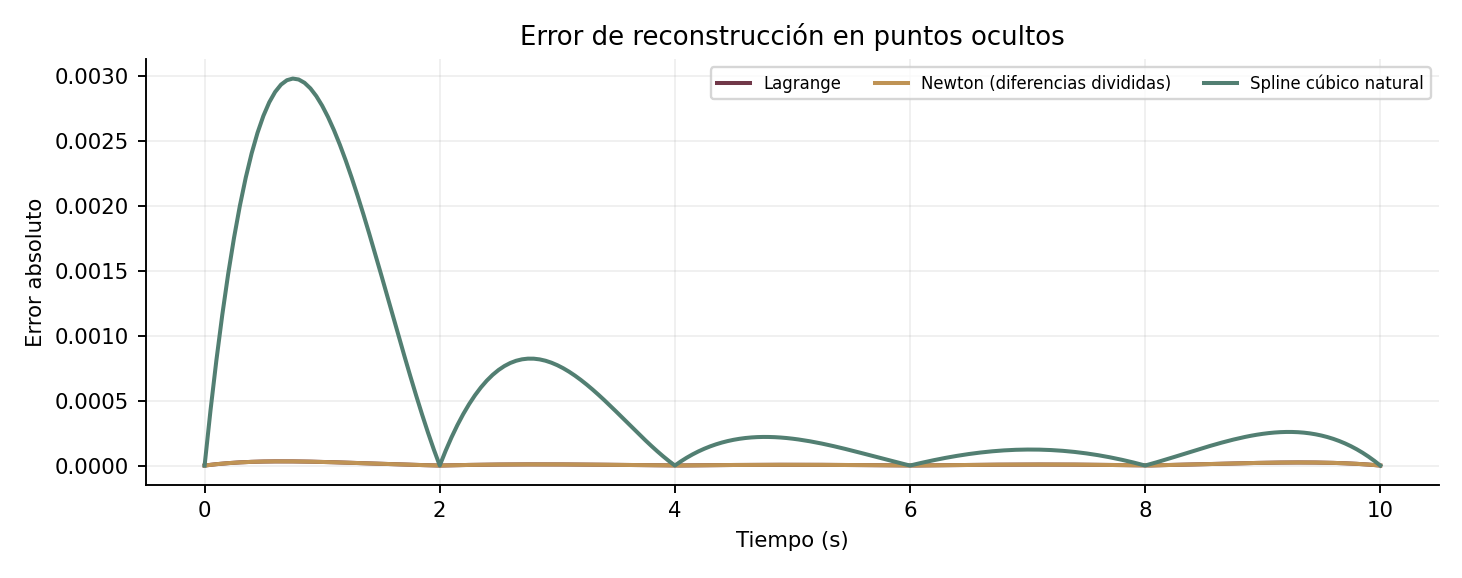 Error de reconstrucción en puntos ocultos
Lagrange
Newton (diferencias divididas)
Spline cúbico natural
Error absoluto
0.0030
0.0025
0.0020
0.0015
0.0010
0.0005
0.0000
0 2 4 6 8 10
Tiempo (s)